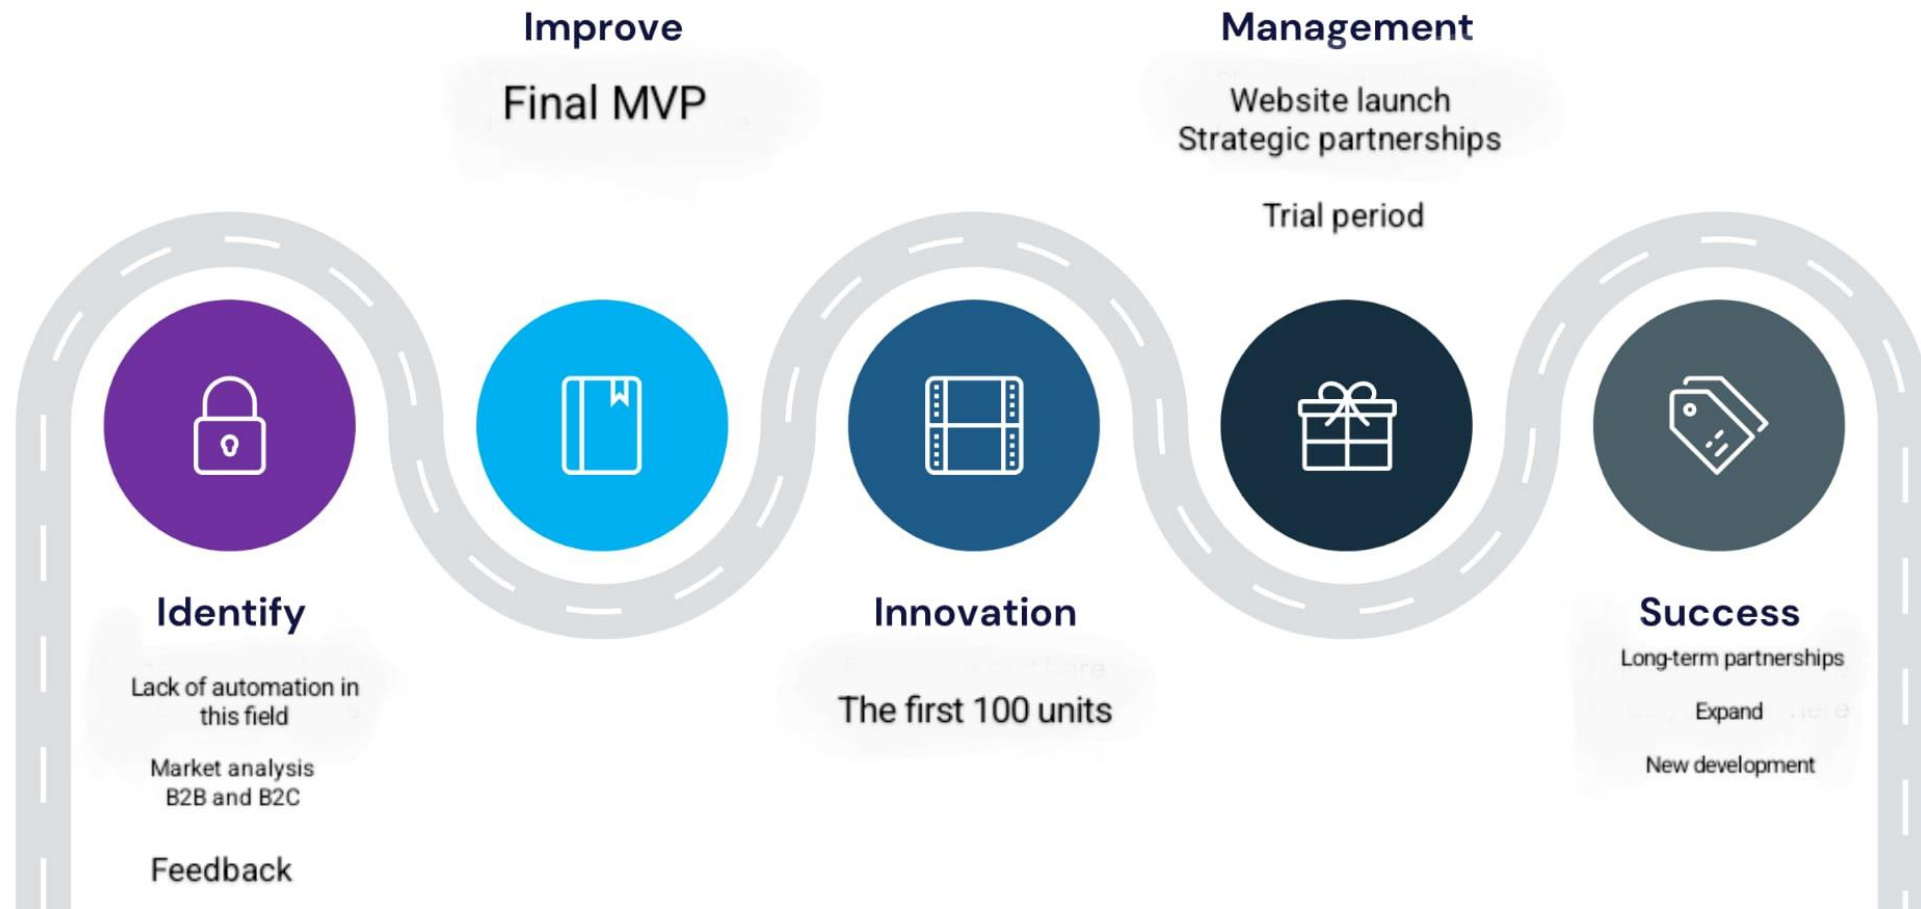 Improve
Final MVP
Management
Website launch
Strategic partnerships
Trial period
Identify
Lack of automation in
this field
Market analysis
B2B and B2C
Feedback
Innovation
The first 100 units
Success
Long-term partnerships
Expand
New development